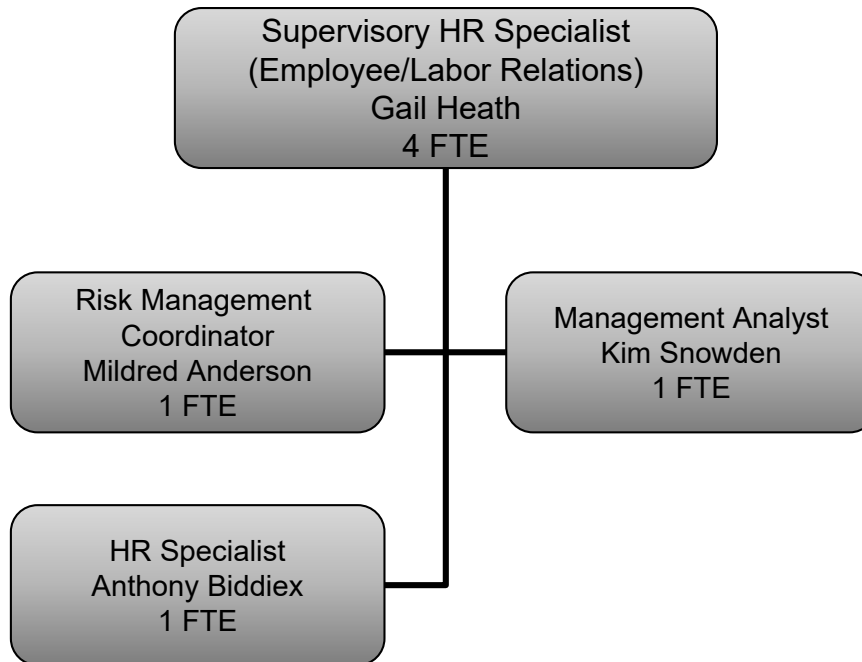 Supervisory HR Specialist
(Employee/Labor Relations)
Gail Heath
4 FTE
Risk Management
Coordinator
Mildred Anderson
1 FTE
Management Analyst
Kim Snowden
1 FTE
HR Specialist
Anthony Biddiex
1 FTE